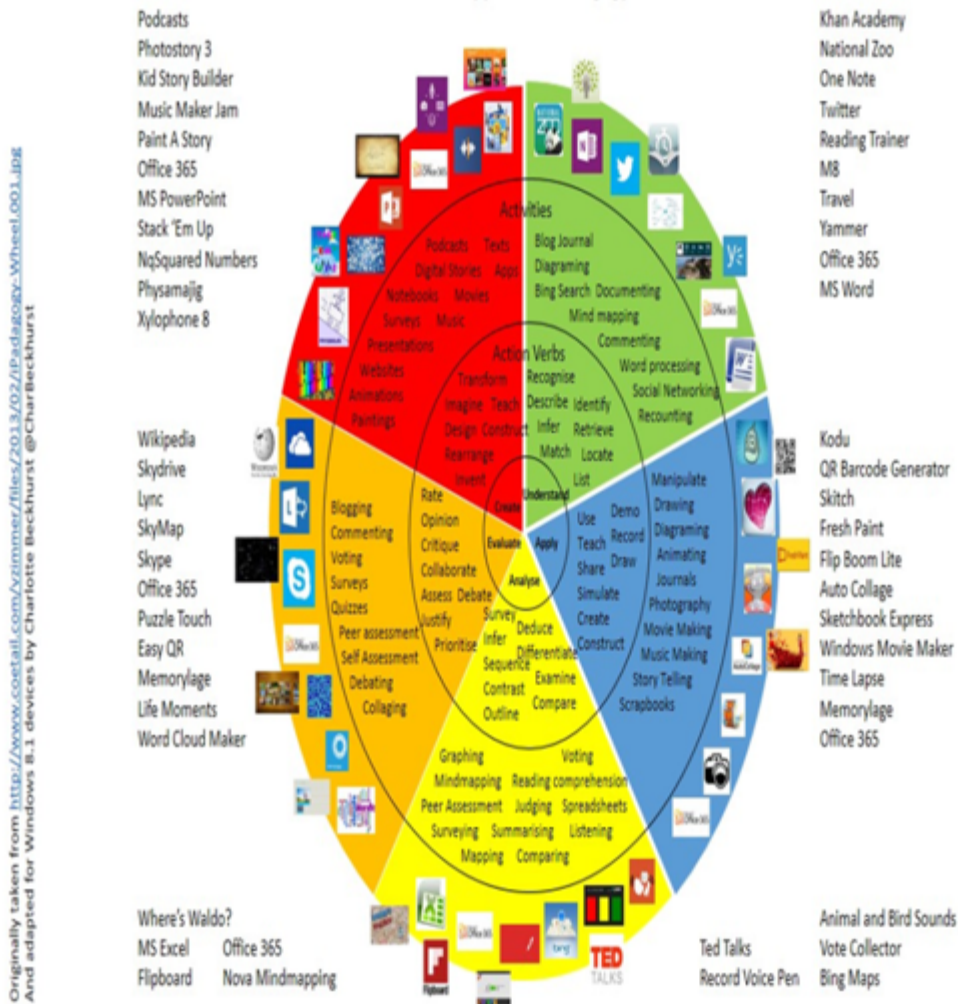 Originally taken from http://www.coetail.com/vzimmer/files/2013/02/iPadagogy-Wheel.001.jpg
And adapted for Windows 8.1 devices by Charlotte Beckhurst @CharBeckhurst
Podcasts
Photostory 3
Kid Story Builder
Music Maker Jam
Paint A Story
Office 365
MS PowerPoint
Stack 'Em Up
NqSquared Numbers
Physamajig
Xylophone 8
Khan Academy
National Zoo
One Note
Twitter
Reading Trainer
M8
Travel
Yammer
Office 365
MS Word
Activities
Podcasts Texts
Digital Stories Apps
Notebooks Movies
Surveys Music
Presentations
Websites
Animations
Paintings
Blog Journal
Diagraming
Bing Search Documenting
Mind mapping
Commenting
Word processing
Social Networking
Recounting
Action Verbs
Transform
Imagine Teach
Design Construct
Rearrange
Invent
Recognise
Describe Identify
Infer Retrieve
Match Locate
List
Create
Understand
Evaluate
Apply
Analyse
Wikipedia
Skydrive
Lync
SkyMap
Skype
Office 365
Puzzle Touch
Easy QR
Memorylage
Life Moments
Word Cloud Maker
Blogging
Commenting
Voting
Surveys
Quizzes
Peer assessment
Self Assessment
Debating
Collaging
Rate
Opinion
Critique
Collaborate
Assess Debate
Justify
Prioritise
Use Demo
Teach Record
Share Draw
Simulate
Create
Construct
Manipulate
Drawing
Diagraming
Animating
Journals
Photography
Movie Making
Music Making
Story Telling
Scrapbooks
Kodu
QR Barcode Generator
Skitch
Fresh Paint
Flip Boom Lite
Auto Collage
Sketchbook Express
Windows Movie Maker
Time Lapse
Memorylage
Office 365
Survey
Deduce
Infer
Differentiate
Sequence
Examine
Contrast
Compare
Outline
Graphing Voting
Mindmapping Reading comprehension
Peer Assessment Judging Spreadsheets
Surveying Summarising Listening
Mapping Comparing
Where's Waldo?
MS Excel Office 365
Flipboard Nova Mindmapping
Flipboard
TED
TALKS
Ted Talks
Record Voice Pen
Animal and Bird Sounds
Vote Collector
Bing Maps